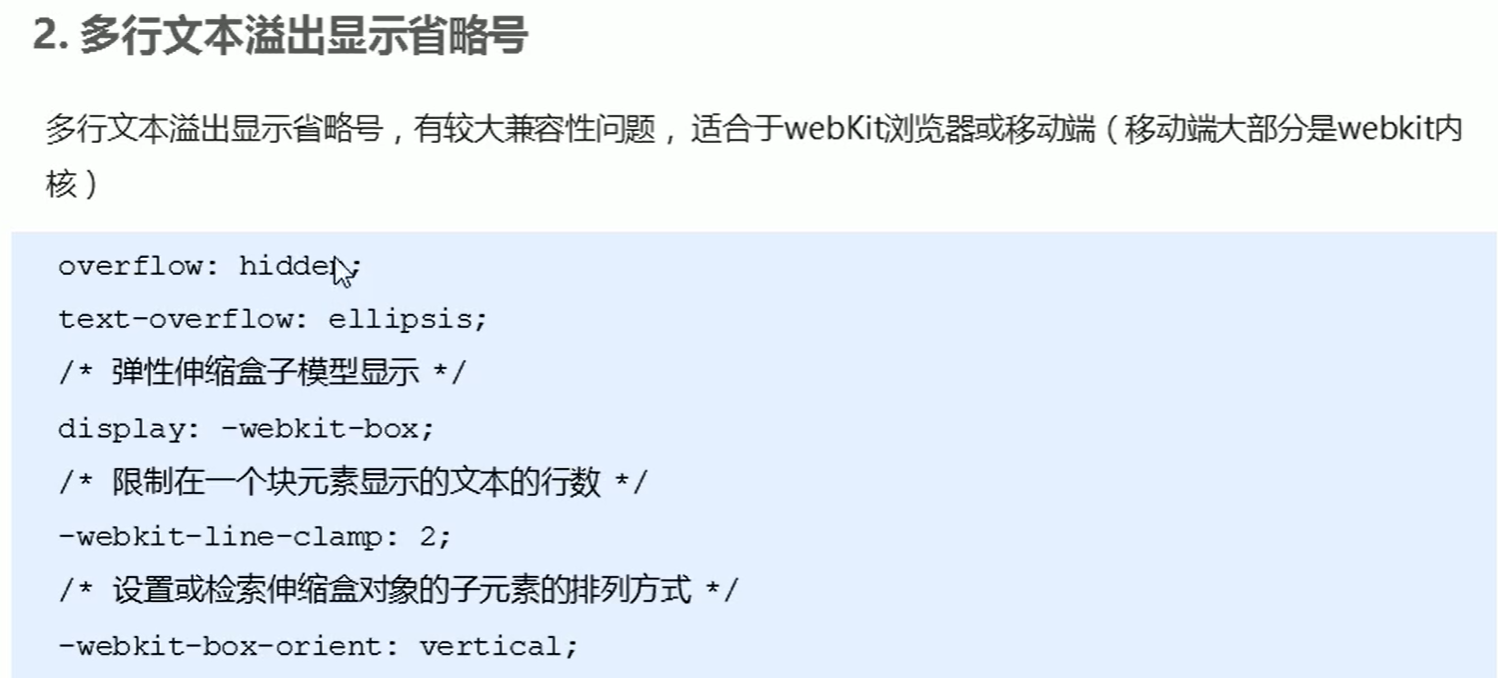 2. 多行文本溢出显示省略号
多行文本溢出显示省略号，有较大兼容性问题， 适合于webKit浏览器或移动端（移动端大部分是webkit内
核）
overflow: hidden;
text-overflow: ellipsis;
/* 弹性伸缩盒子模型显示 */
display: -webkit-box;
/* 限制在一个块元素显示的文本的行数 */
-webkit-line-clamp: 2;
/* 设置或检索伸缩盒对象的子元素的排列方式 */
-webkit-box-orient: vertical;